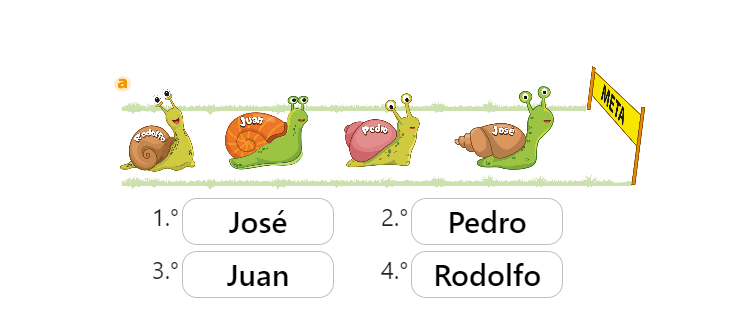 a
META
Rodolfo
Juan
Pedro
José
1.° José 2.° Pedro
3.° Juan 4.° Rodolfo